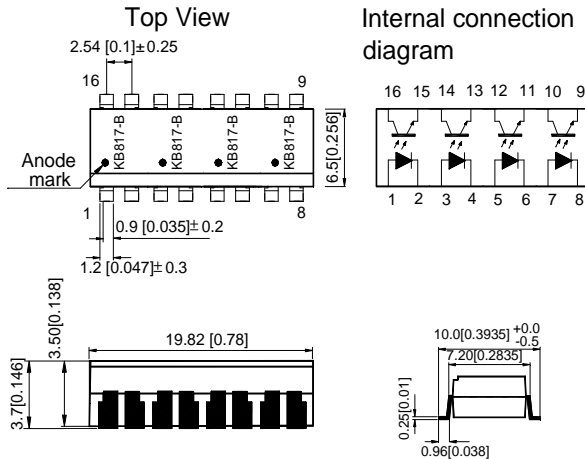 Top View
Internal connection
diagram
2.54 [0.1]±0.25
16
9
KB817-B
KB817-B
KB817-B
KB817-B
Anode
mark
6.5[0.256]
1
8
0.9 [0.035]± 0.2
1.2 [0.047]± 0.3
16 15 14 13 12 11 10 9
1 2 3 4 5 6 7 8
3.50[0.138]
3.7[0.146]
19.82 [0.78]
10.0[0.3935] +0.0
-0.5
7.20[0.2835]
0.25[0.01]
0.96[0.038]